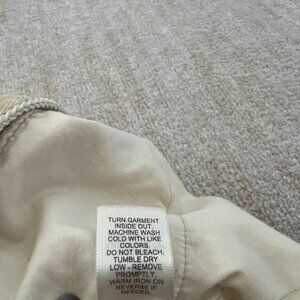 TURN GARMENT
INSIDE OUT.
MACHINE WASH
COLD WITH LIKE
COLORS.
DO NOT BLEACH.
TUMBLE DRY
LOW - REMOVE
PROMPTLY.
WARM IRON ON
REVERSE IF
NEEDED.